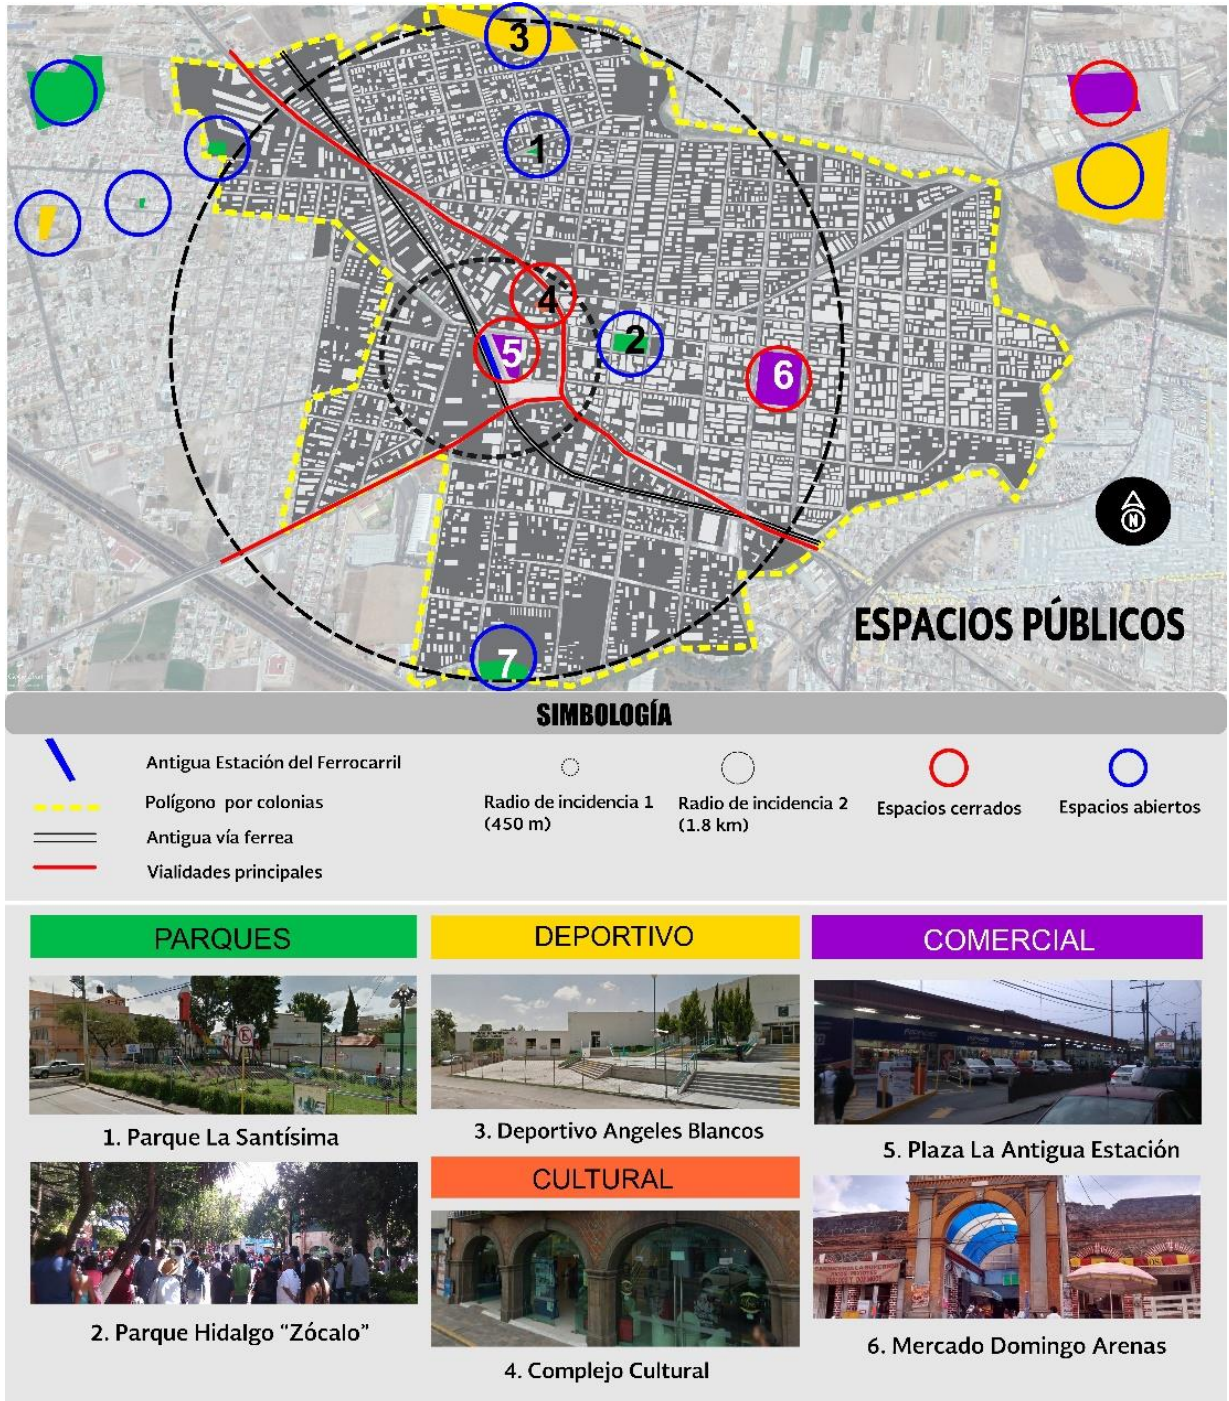 3
1
4
2
5
6
7
N
ESPACIOS PÚBLICOS
SIMBOLOGÍA
Antigua Estación del Ferrocarril
Polígono por colonias
Antigua vía ferrea
Vialidades principales
Radio de incidencia 1
(450 m)
Radio de incidencia 2
(1.8 km)
Espacios cerrados
Espacios abiertos
PARQUES
1. Parque La Santísima
2. Parque Hidalgo “Zócalo”
DEPORTIVO
3. Deportivo Angeles Blancos
CULTURAL
4. Complejo Cultural
COMERCIAL
5. Plaza La Antigua Estación
6. Mercado Domingo Arenas